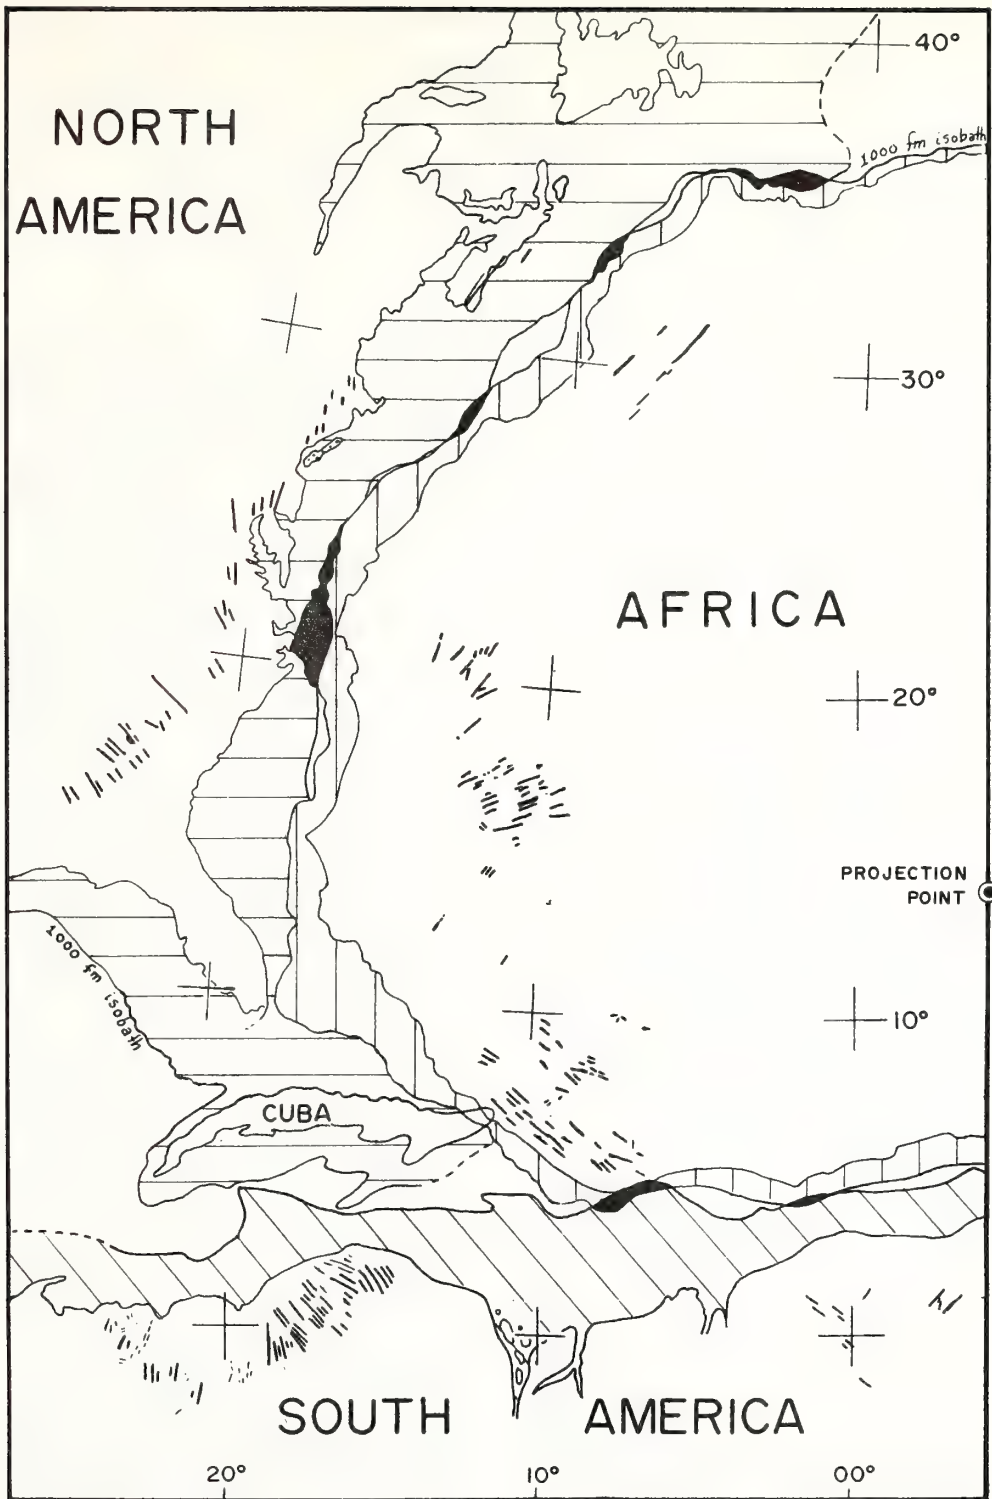 NORTH
AMERICA
40°
1000 fm isobath
30°
AFRICA
20°
PROJECTION
POINT
1000 fm isobath
10°
CUBA
SOUTH AMERICA
20° 10° 00°